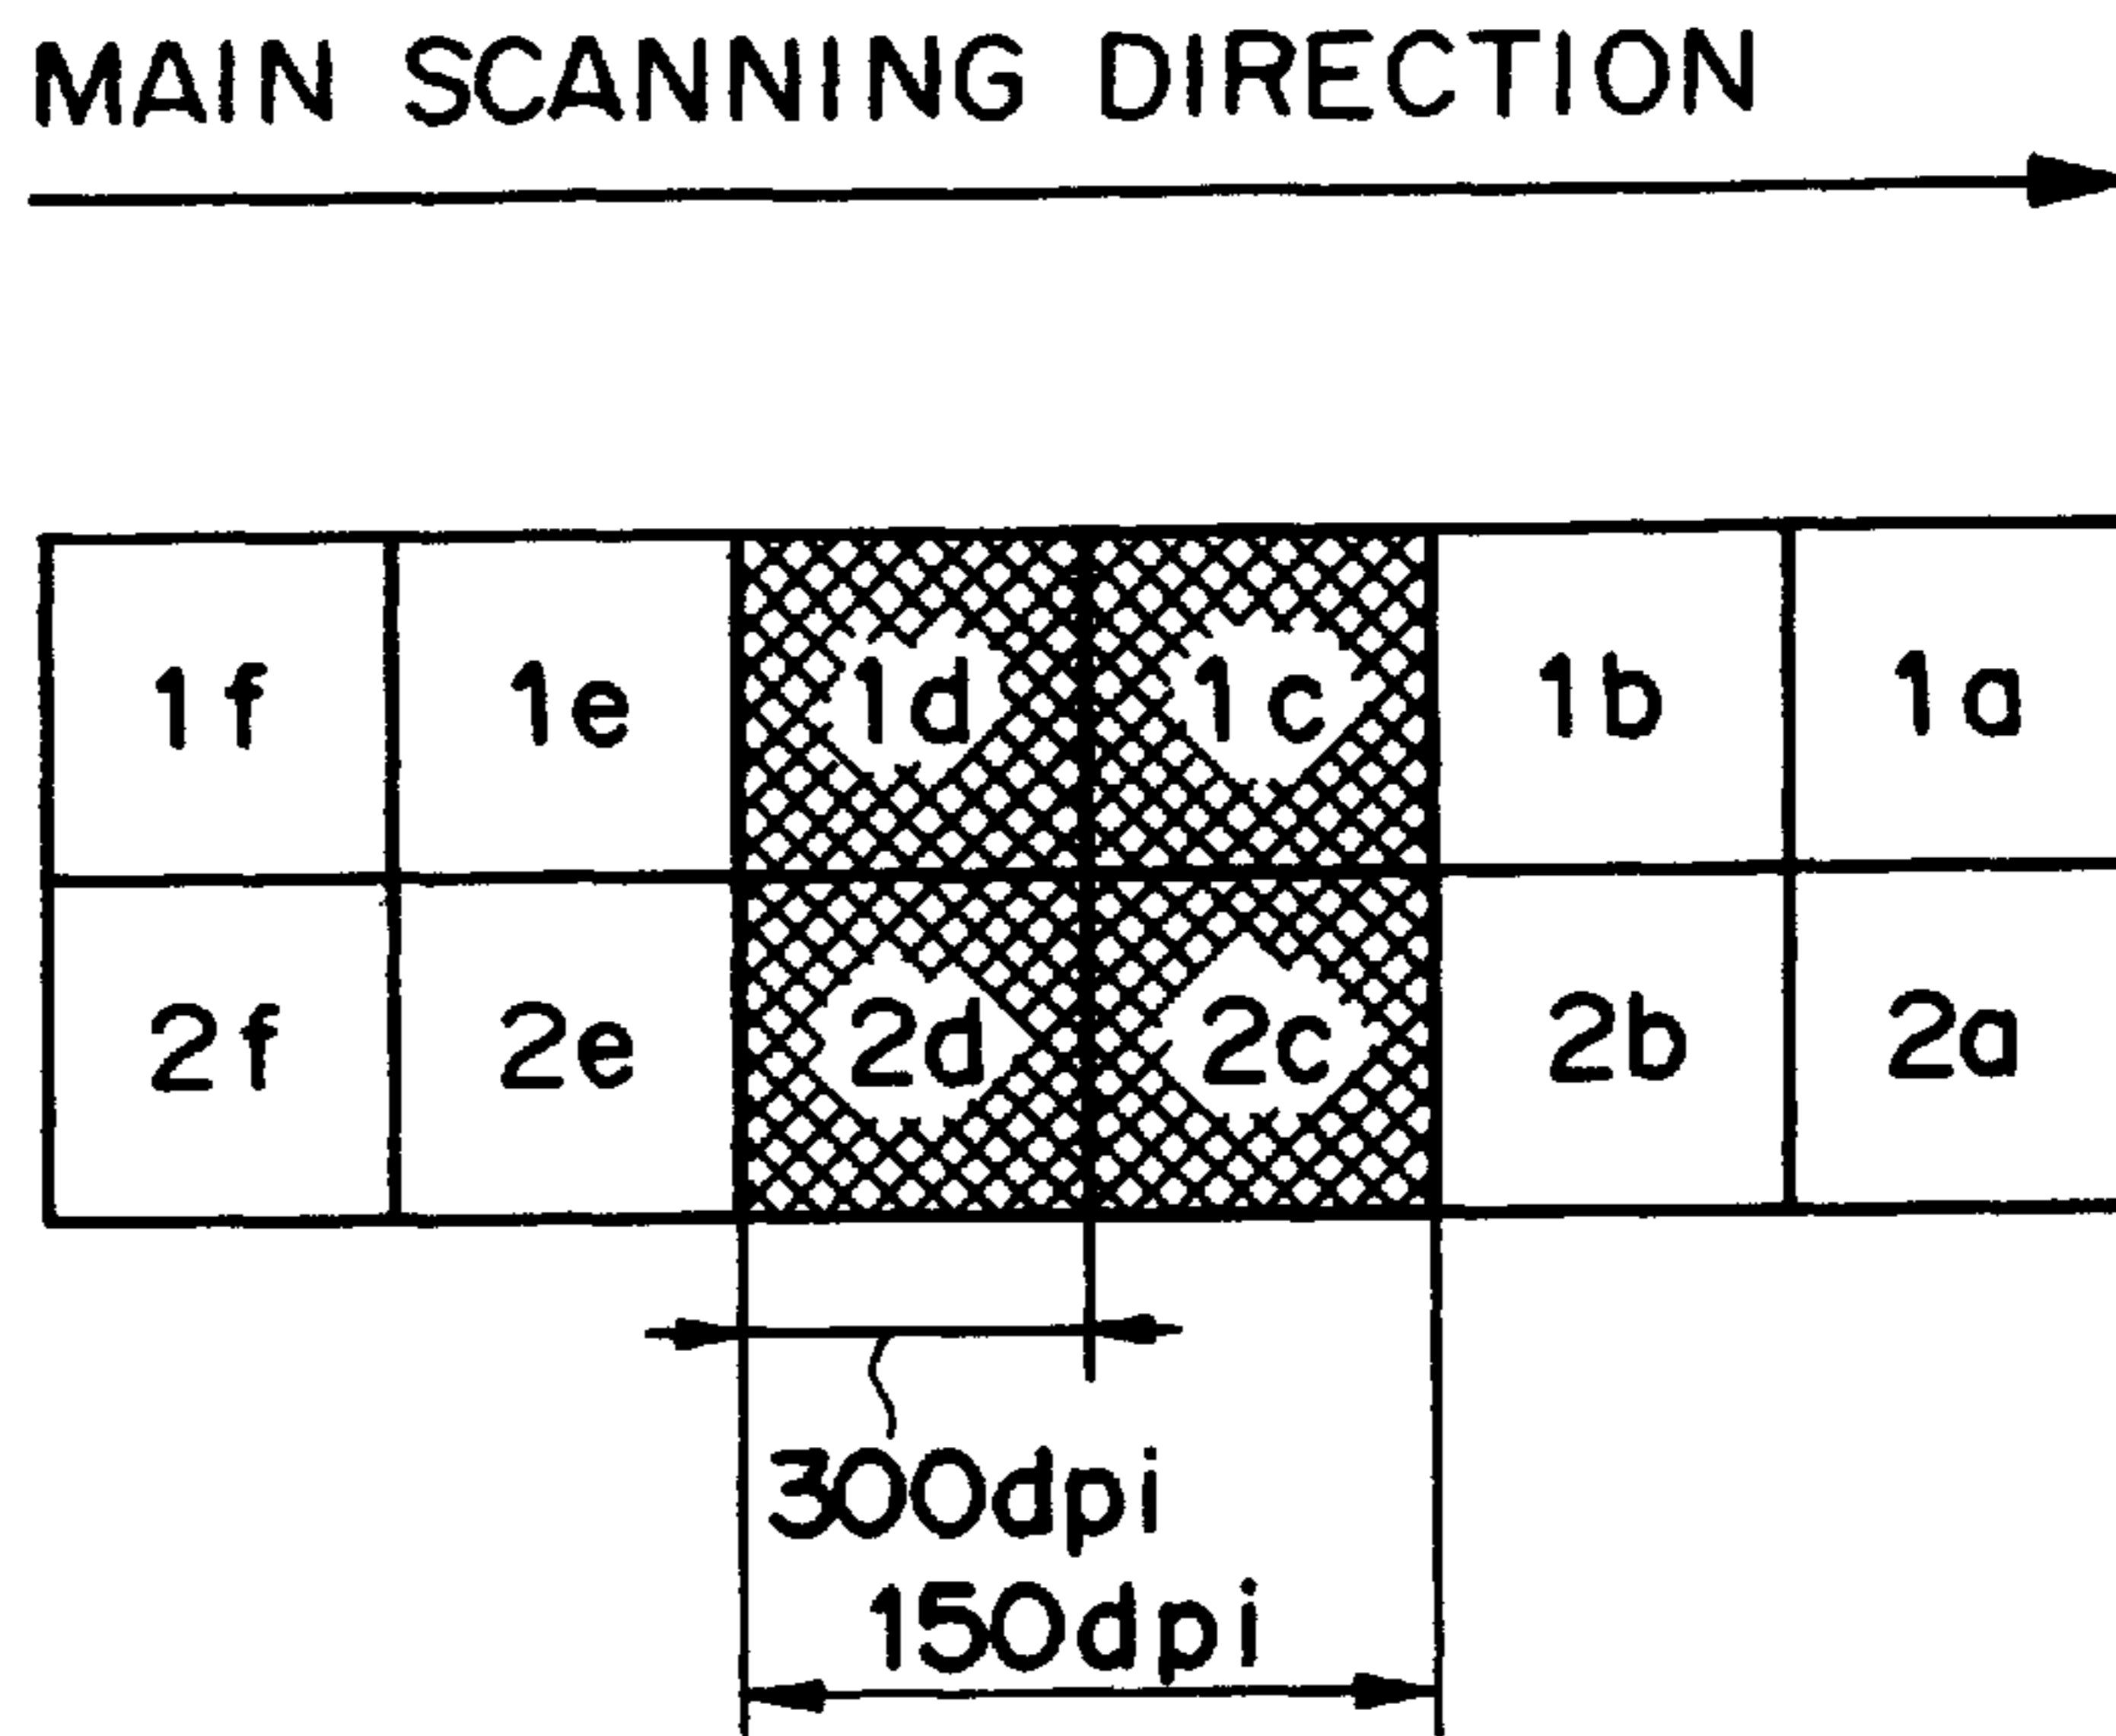 MAIN SCANNING DIRECTION
1f 1e 1d 1c 1b 1a
2f 2e 2d 2c 2b 2a
300dpi
150dpi